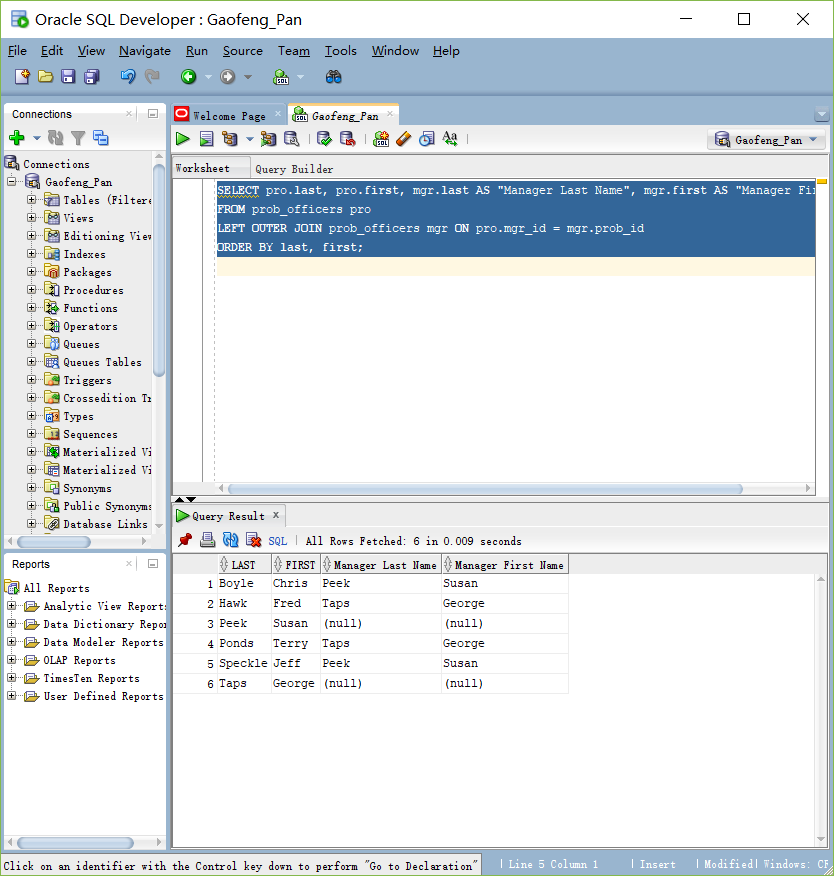 Oracle SQL Developer : Gaofeng_Pan
File Edit View Navigate Run Source Team Tools Window Help
Connections
Connections
Gaofeng_Pan
Tables (Filtere
Views
Editioning View
Indexes
Packages
Procedures
Functions
Operators
Queues
Queues Tables
Triggers
Crossedition Tr
Types
Sequences
Materialized Vi
Materialized Vi
Synonyms
Public Synonyms
Database Links
Reports
All Reports
Analytic View Reports
Data Dictionary Repor
Data Modeler Reports
OLAP Reports
TimesTen Reports
User Defined Reports
Welcome Page Gaofeng_Pan
Gaofeng_Pan
Worksheet Query Builder
SELECT pro.last, pro.first, mgr.last AS "Manager Last Name", mgr.first AS "Manager Fi
FROM prob_officers pro
LEFT OUTER JOIN prob_officers mgr ON pro.mgr_id = mgr.prob_id
ORDER BY last, first;
Query Result
SQL All Rows Fetched: 6 in 0.009 seconds
LAST FIRST Manager Last Name Manager First Name
1 Boyle Chris Peek Susan
2 Hawk Fred Taps George
3 Peek Susan (null) (null)
4 Ponds Terry Taps George
5 Speckle Jeff Peek Susan
6 Taps George (null) (null)
Click on an identifier with the Control key down to perform "Go to Declaration"
Line 5 Column 1 Insert Modified Windows: CR